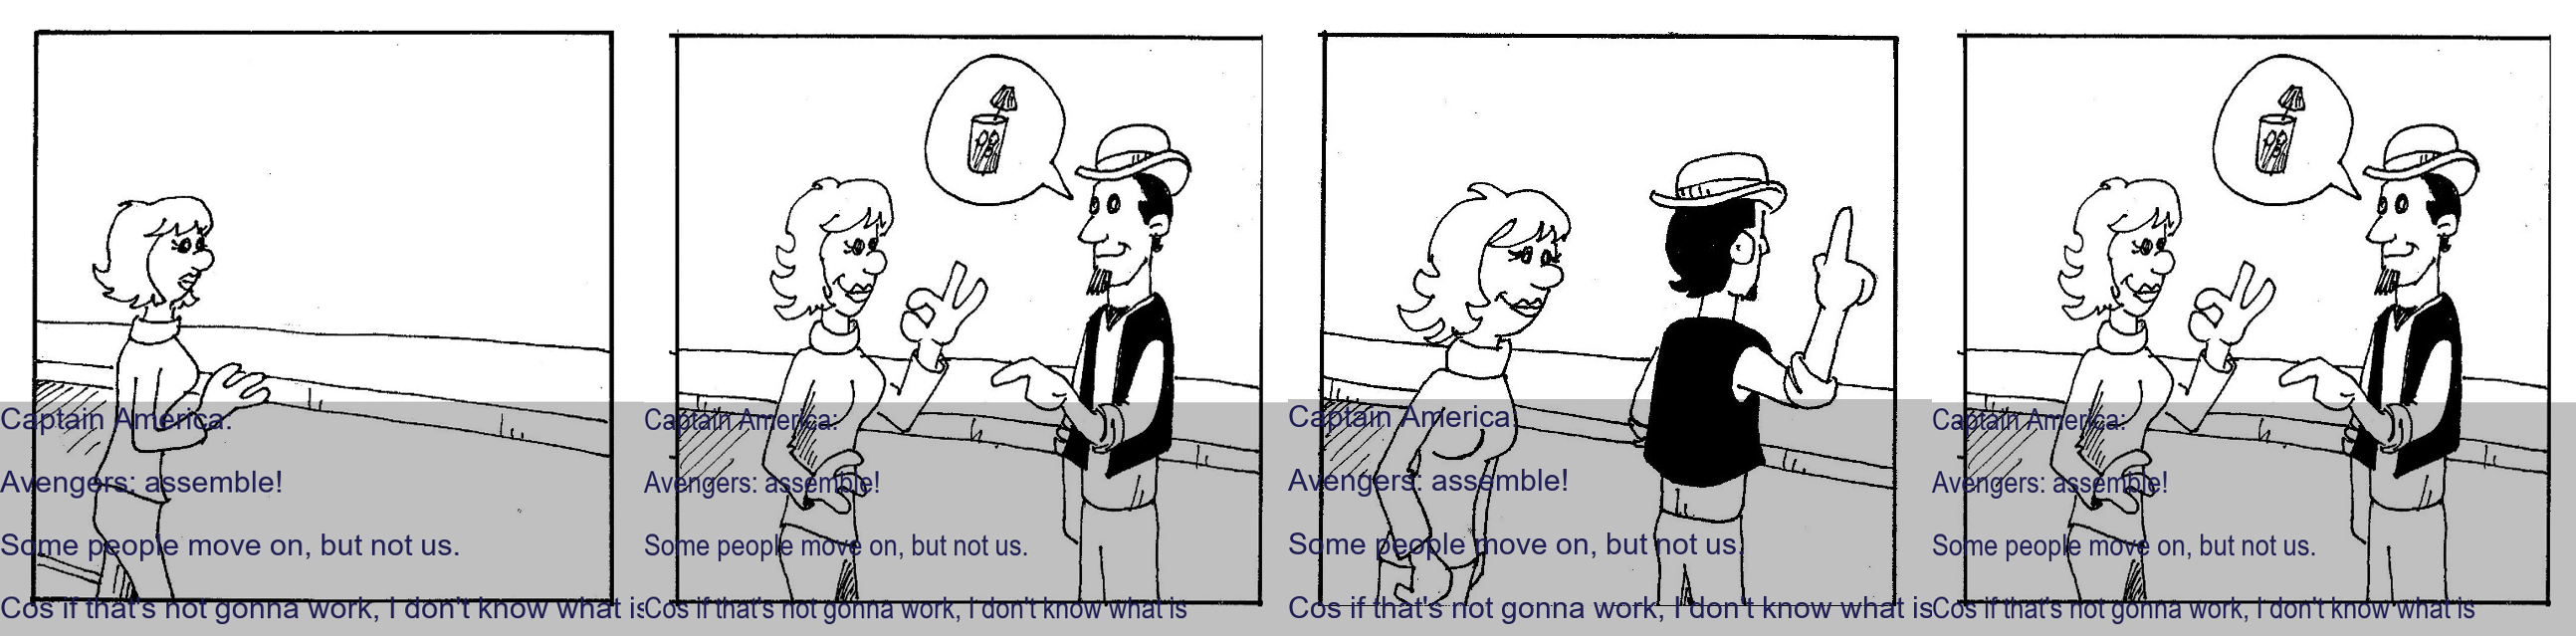 Captain America:
Avengers: assemble!
Some people move on, but not us.
Cos if that's not gonna work, I don't know what is
Captain America:
Avengers: assemble!
Some people move on, but not us.
Cos if that's not gonna work, I don't know what is
Captain America:
Avengers: assemble!
Some people move on, but not us.
Cos if that's not gonna work, I don't know what is
Captain America:
Avengers: assemble!
Some people move on, but not us.
Cos if that's not gonna work, I don't know what is